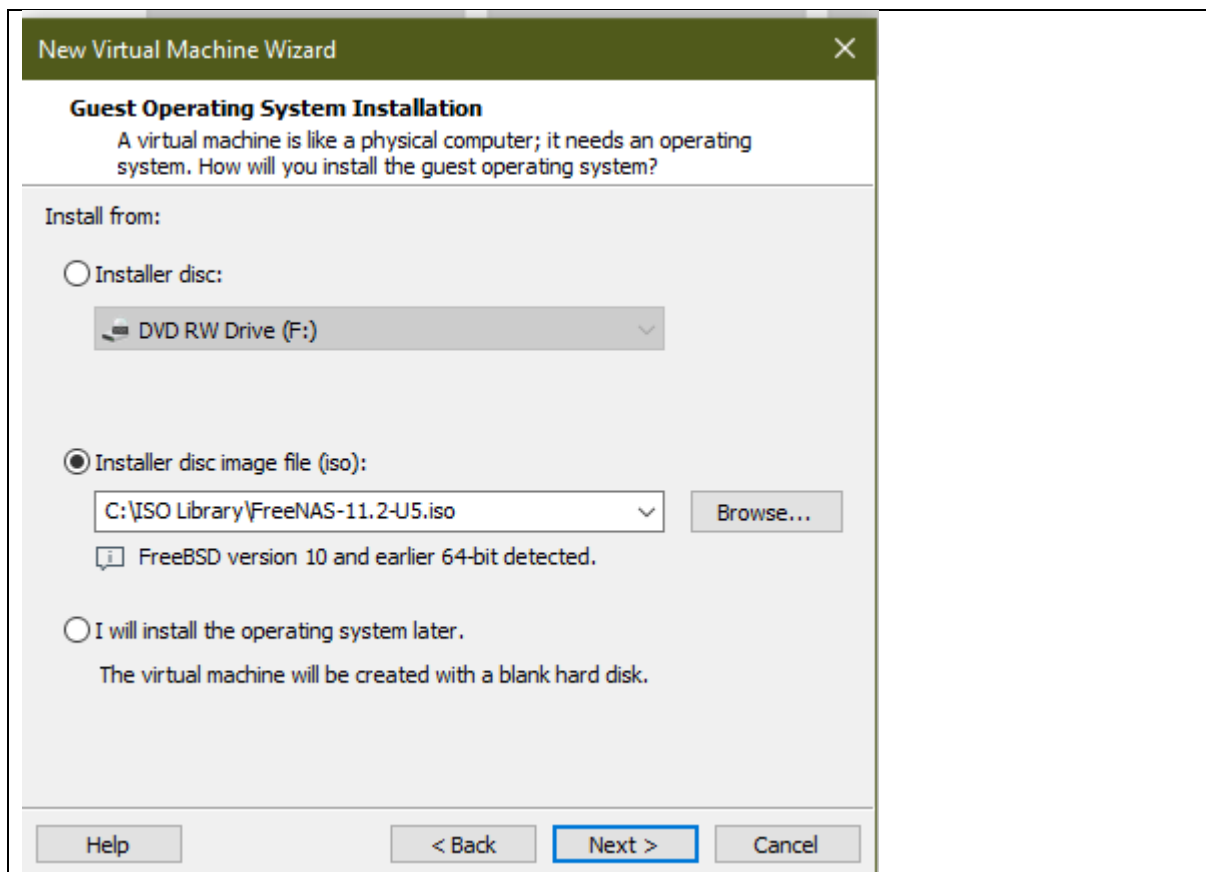 New Virtual Machine Wizard
Guest Operating System Installation
A virtual machine is like a physical computer; it needs an operating
system. How will you install the guest operating system?
Install from:
Installer disc:
DVD RW Drive (F:)
Installer disc image file (iso):
C:\ISO Library\FreeNAS-11.2-U5.iso
Browse...
FreeBSD version 10 and earlier 64-bit detected.
I will install the operating system later.
The virtual machine will be created with a blank hard disk.
Help
< Back
Next >
Cancel